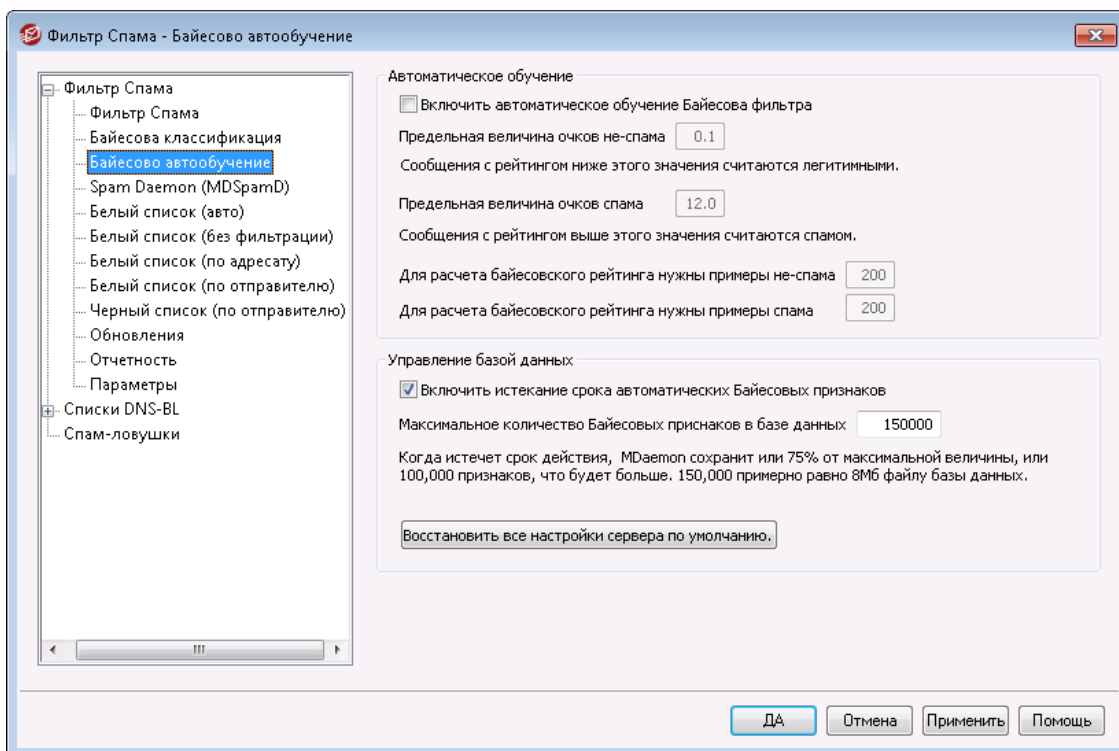 Фильтр Спама - Байесово автообучение
Фильтр Спама
Фильтр Спама
Байесова классификация
Байесово автообучение
Spam Daemon (MDSpamD)
Белый список (авто)
Белый список (без фильтрации)
Белый список (по адресату)
Белый список (по отправителю)
Черный список (по отправителю)
Обновления
Отчетность
Параметры
Списки DNS-BL
Спам-ловушки
Автоматическое обучение
Включить автоматическое обучение Байесова фильтра
Предельная величина очков не-спама 0.1
Сообщения с рейтингом ниже этого значения считаются легитимными.
Предельная величина очков спама 12.0
Сообщения с рейтингом выше этого значения считаются спамом.
Для расчета байесовского рейтинга нужны примеры не-спама 200
Для расчета байесовского рейтинга нужны примеры спама 200
Управление базой данных
Включить истекание срока автоматических Байесовых признаков
Максимальное количество Байесовых приснаков в базе данных 150000
Когда истечет срок действия, MDaemon сохранит или 75% от максимальной величины, или
100,000 признаков, что будет больше. 150,000 примерно равно 8Мб файлу базы данных.
Восстановить все настройки сервера по умолчанию.
ДА
Отмена
Применить
Помощь